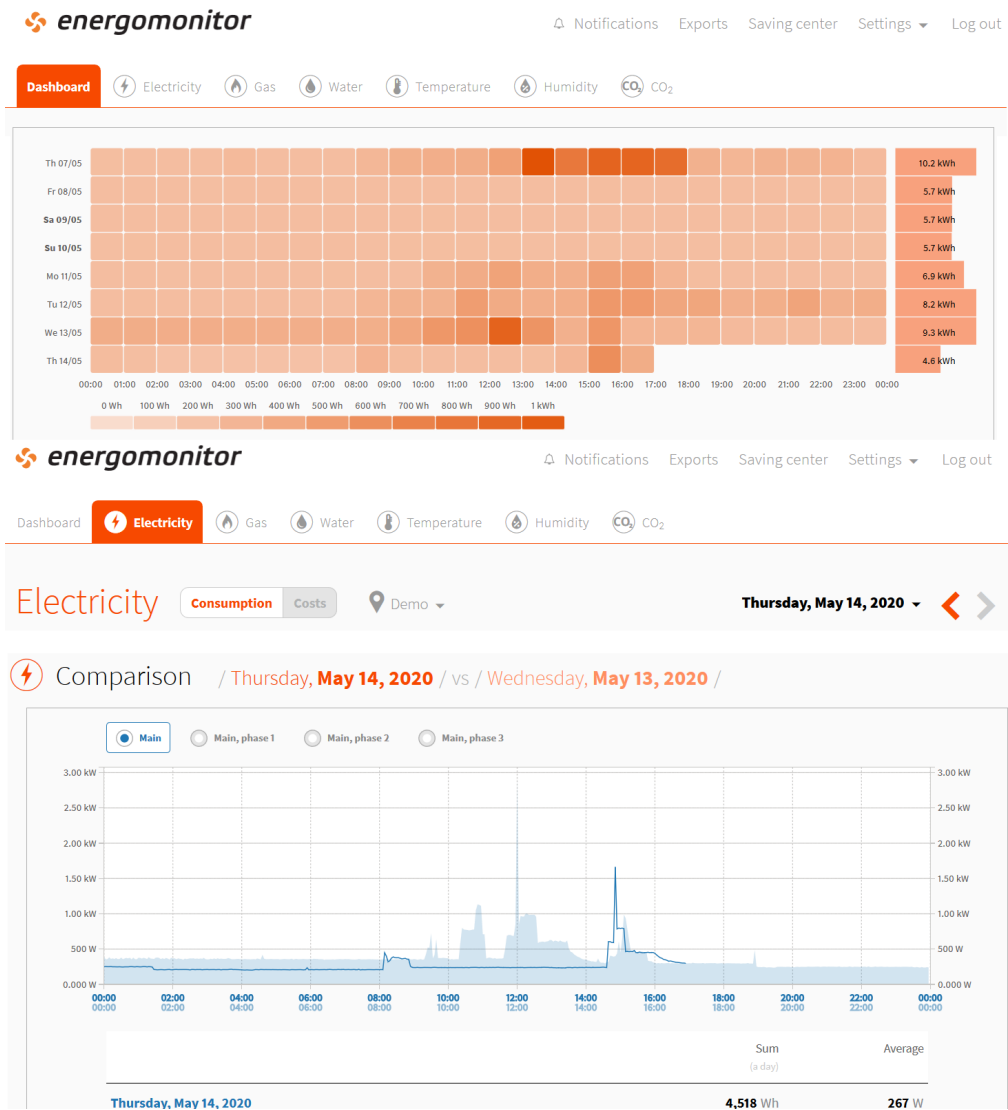 energomonitor
Notifications Exports Saving center Settings Log out
Dashboard Electricity Gas Water Temperature Humidity CO₂ CO₂
Th 07/05 10.2 kWh
Fr 08/05 5.7 kWh
Sa 09/05 5.7 kWh
Su 10/05 5.7 kWh
Mo 11/05 6.9 kWh
Tu 12/05 8.2 kWh
We 13/05 9.3 kWh
Th 14/05 4.6 kWh
00:00 01:00 02:00 03:00 04:00 05:00 06:00 07:00 08:00 09:00 10:00 11:00 12:00 13:00 14:00 15:00 16:00 17:00 18:00 19:00 20:00 21:00 22:00 23:00 00:00
0 Wh 100 Wh 200 Wh 300 Wh 400 Wh 500 Wh 600 Wh 700 Wh 800 Wh 900 Wh 1 kWh
energomonitor
Notifications Exports Saving center Settings Log out
Dashboard Electricity Gas Water Temperature Humidity CO₂ CO₂
Electricity Consumption Costs Demo Thursday, May 14, 2020
Comparison / Thursday, May 14, 2020 / vs / Wednesday, May 13, 2020 /
Main Main, phase 1 Main, phase 2 Main, phase 3
3.00 kW 3.00 kW
2.50 kW 2.50 kW
2.00 kW 2.00 kW
1.50 kW 1.50 kW
1.00 kW 1.00 kW
500 W 500 W
0.000 W 0.000 W
00:00 02:00 04:00 06:00 08:00 10:00 12:00 14:00 16:00 18:00 20:00 22:00 00:00
00:00 02:00 04:00 06:00 08:00 10:00 12:00 14:00 16:00 18:00 20:00 22:00 00:00
Sum Average
(a day)
Thursday, May 14, 2020 4,518 Wh 267 W